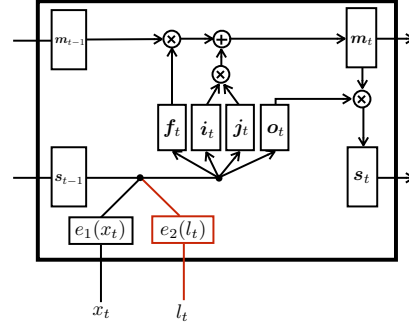 m_{t-1} × + m_t
×
×
f_t i_t j_t o_t
s_{t-1} s_t
e_1(x_t) e_2(l_t)
x_t l_t